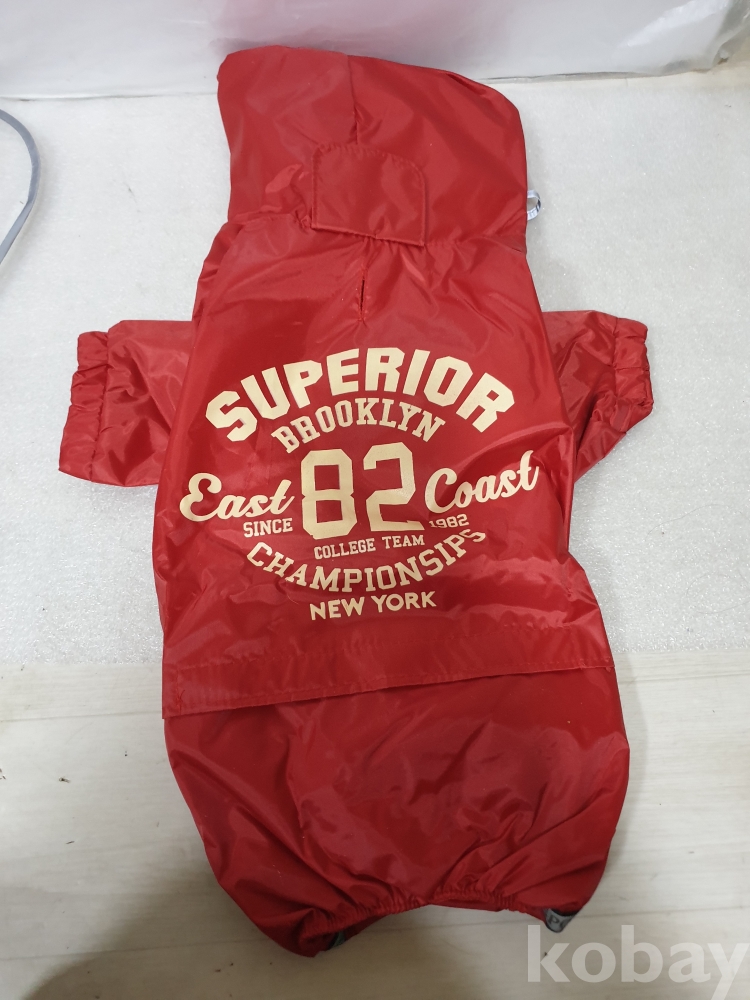 SUPERIOR
BROOKLYN
East 82 Coast
SINCE 1982
COLLEGE TEAM
CHAMPIONSIPS
NEW YORK
kobay